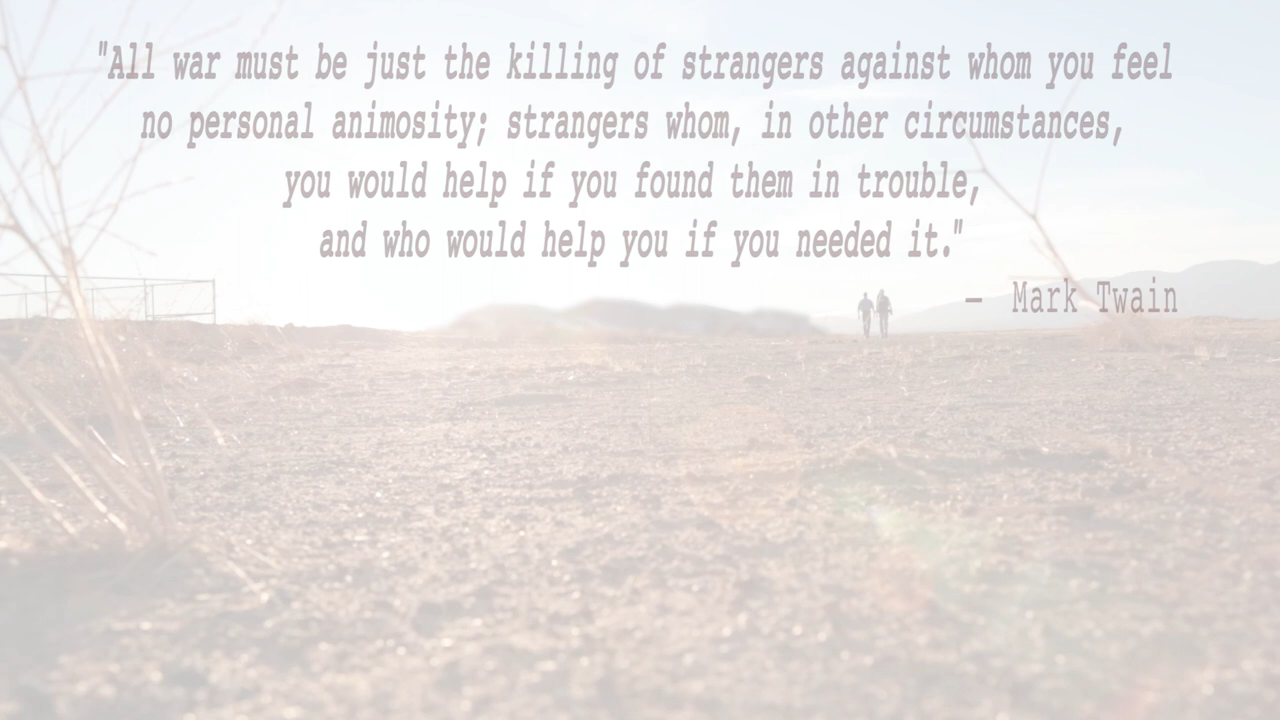 "All war must be just the killing of strangers against whom you feel
no personal animosity; strangers whom, in other circumstances,
you would help if you found them in trouble,
and who would help you if you needed it."
– Mark Twain